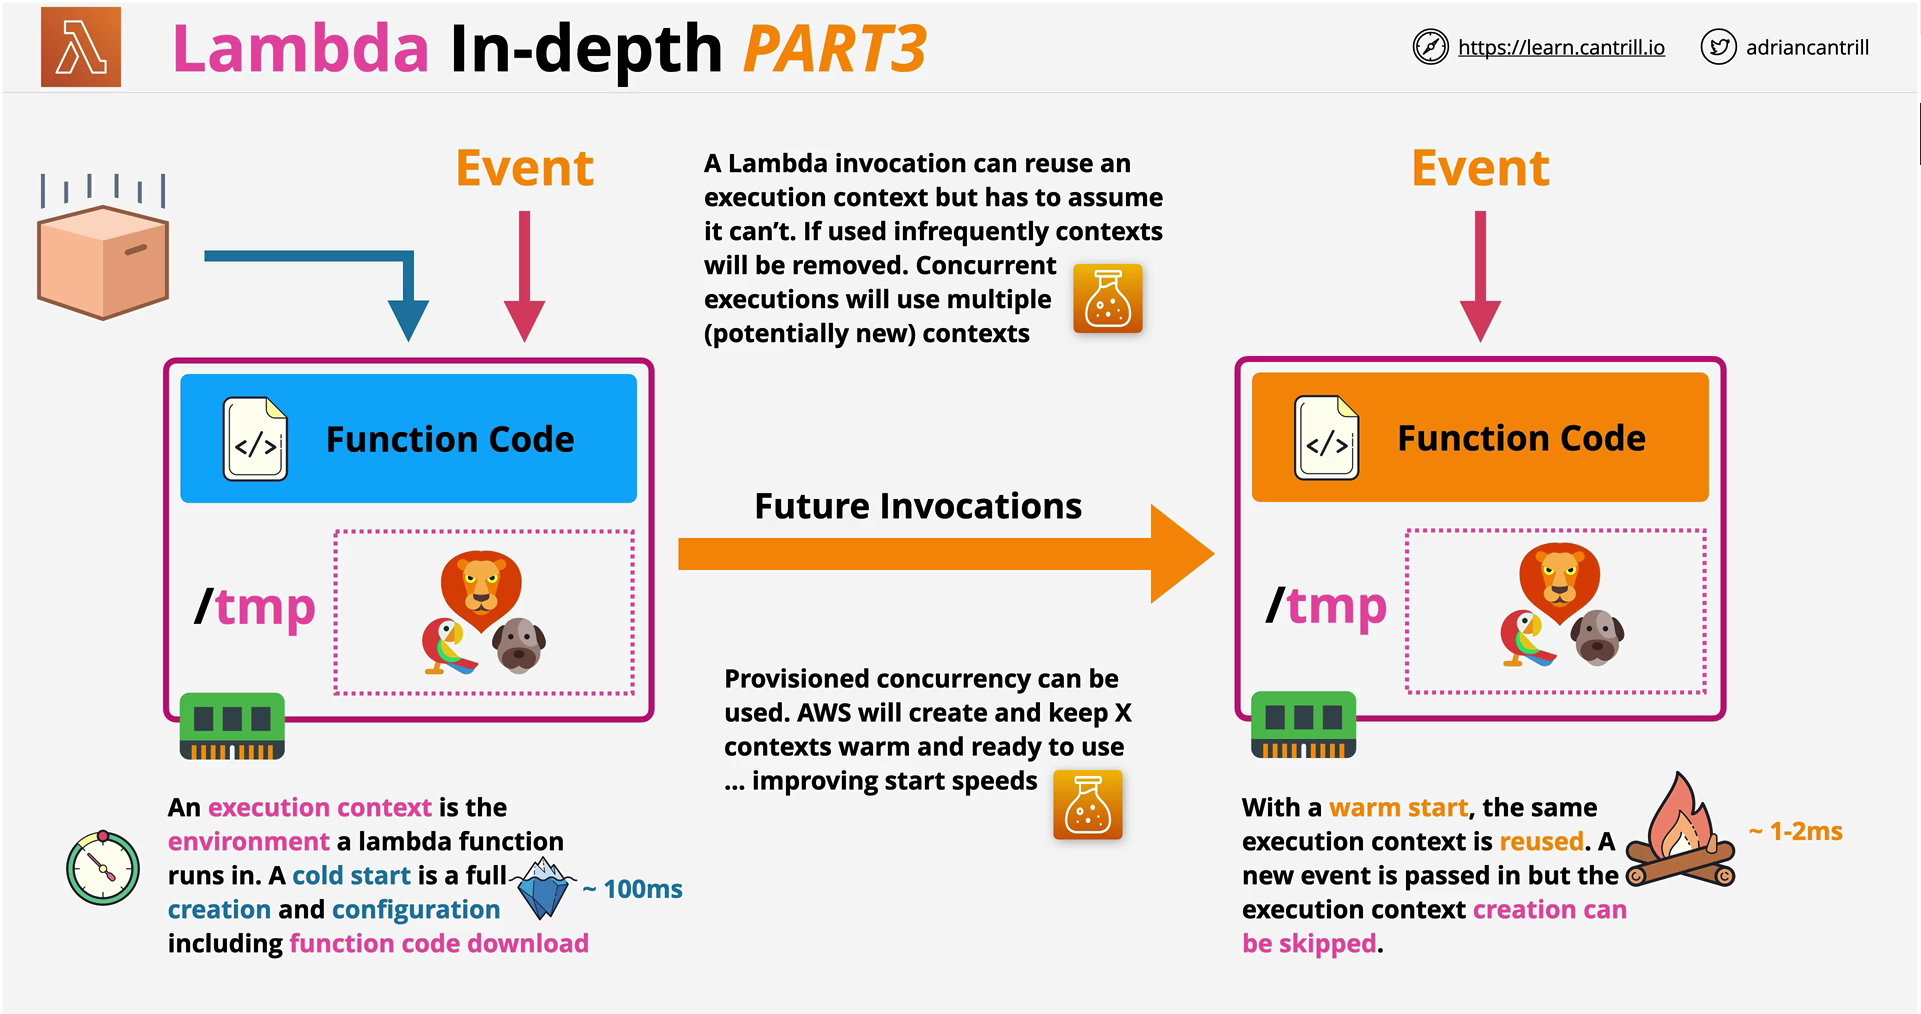 Lambda In-depth PART3
https://learn.cantrill.io
adriancantrill
Event
A Lambda invocation can reuse an
execution context but has to assume
it can't. If used infrequently contexts
will be removed. Concurrent
executions will use multiple
(potentially new) contexts
Event
</>
Function Code
</>
Function Code
Future Invocations
/tmp
/tmp
Provisioned concurrency can be
used. AWS will create and keep X
contexts warm and ready to use
... improving start speeds
An execution context is the
environment a lambda function
runs in. A cold start is a full
creation and configuration
including function code download
~ 100ms
With a warm start, the same
execution context is reused. A
new event is passed in but the
execution context creation can
be skipped.
~ 1-2ms